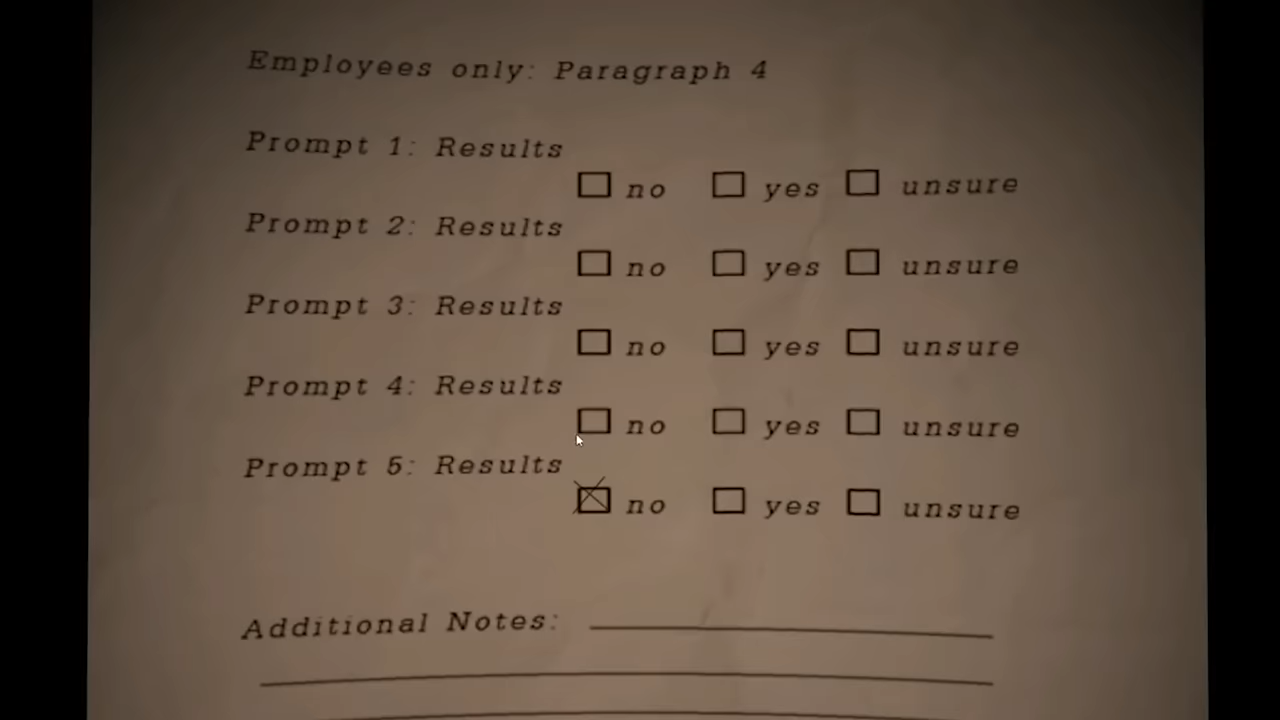 Employees only: Paragraph 4
Prompt 1: Results
no yes unsure
Prompt 2: Results
no yes unsure
Prompt 3: Results
no yes unsure
Prompt 4: Results
no yes unsure
Prompt 5: Results
no yes unsure
Additional Notes: